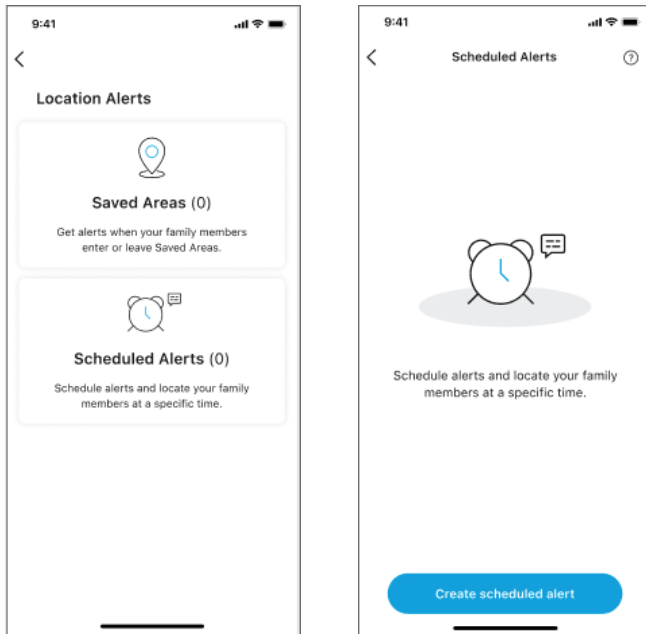 9:41
Location Alerts
Saved Areas (0)
Get alerts when your family members
enter or leave Saved Areas.
Scheduled Alerts (0)
Schedule alerts and locate your family
members at a specific time.
9:41
Scheduled Alerts
?
Schedule alerts and locate your family
members at a specific time.
Create scheduled alert